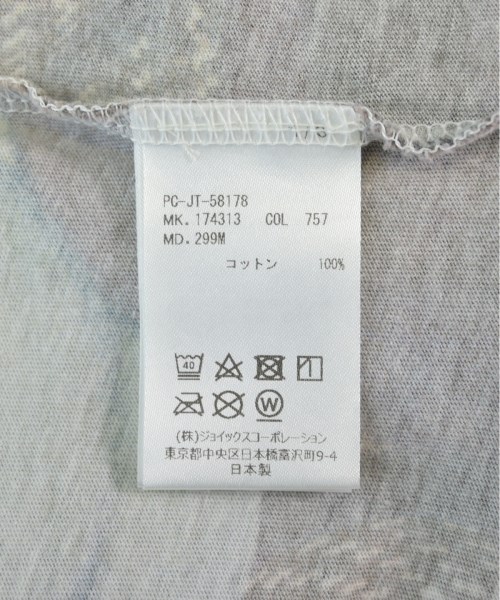 PC-JT-58178
MK. 174313 COL 757
MD. 299M
コットン 100%
40
W
(株)ジョイックスコーポレーション
東京都中央区日本橋富沢町9-4
日本製